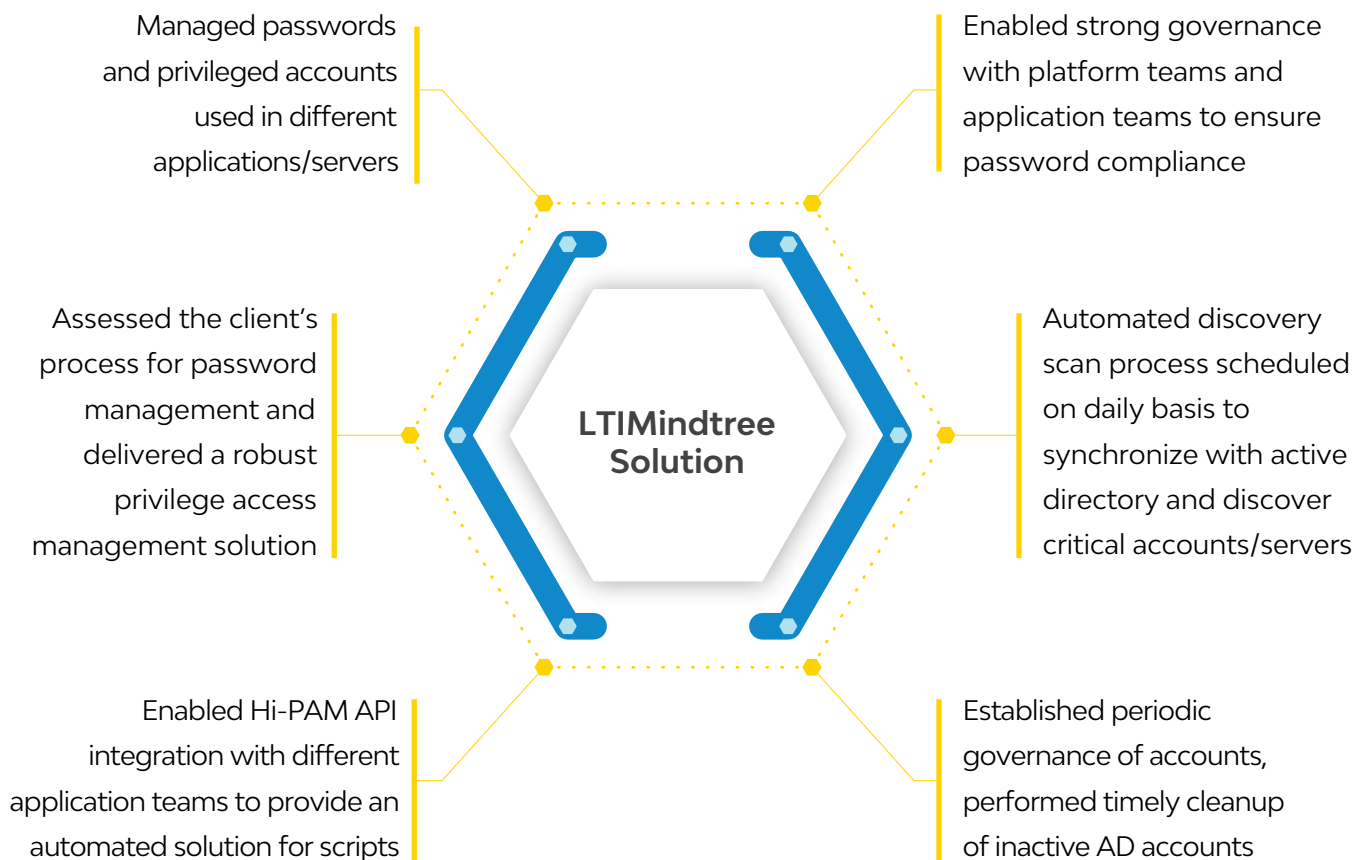 Managed passwords
and privileged accounts
used in different
applications/servers
Enabled strong governance
with platform teams and
application teams to ensure
password compliance
Assessed the client's
process for password
management and
delivered a robust
privilege access
management solution
LTIMindtree
Solution
Automated discovery
scan process scheduled
on daily basis to
synchronize with active
directory and discover
critical accounts/servers
Enabled Hi-PAM API
integration with different
application teams to provide an
automated solution for scripts
Established periodic
governance of accounts,
performed timely cleanup
of inactive AD accounts